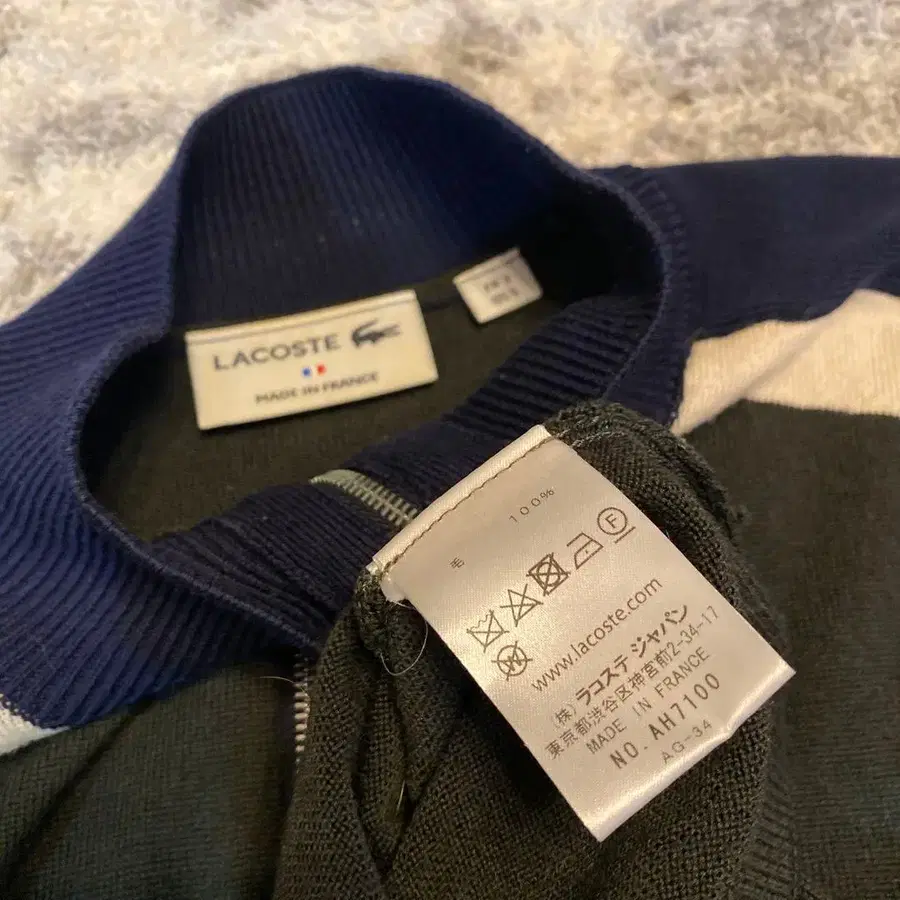 LACOSTE
MADE IN FRANCE
毛 100%
F
W
www.lacoste.com
(株)ラコステ ジャパン
東京都渋谷区神宮前2-34-17
MADE IN FRANCE
NO. AH7100
AG-34